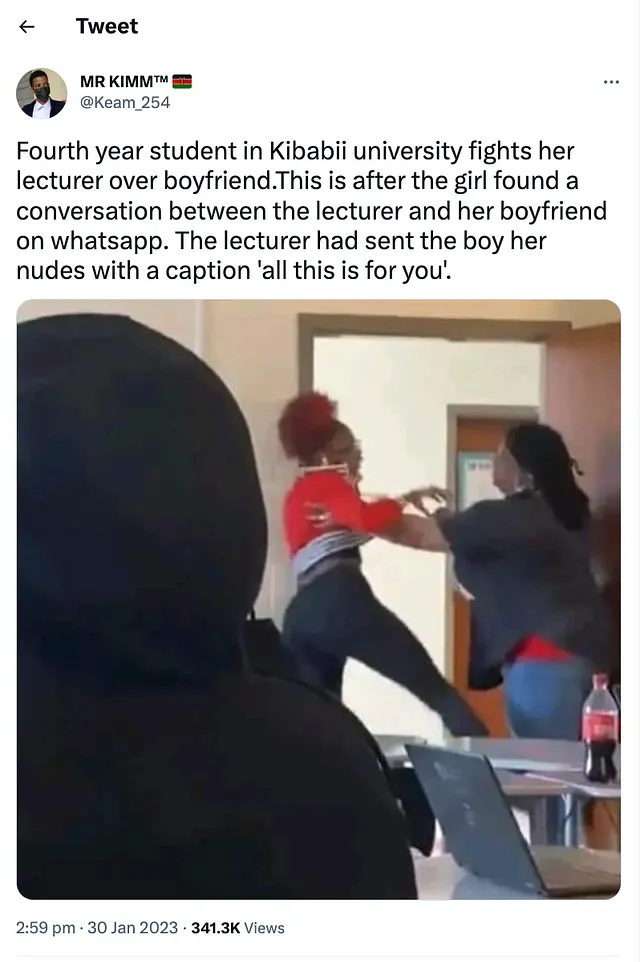 Tweet
MR KIMM™ 🇰🇪
@Keam_254
Fourth year student in Kibabii university fights her
lecturer over boyfriend.This is after the girl found a
conversation between the lecturer and her boyfriend
on whatsapp. The lecturer had sent the boy her
nudes with a caption 'all this is for you'.
2:59 pm · 30 Jan 2023 · 341.3K Views